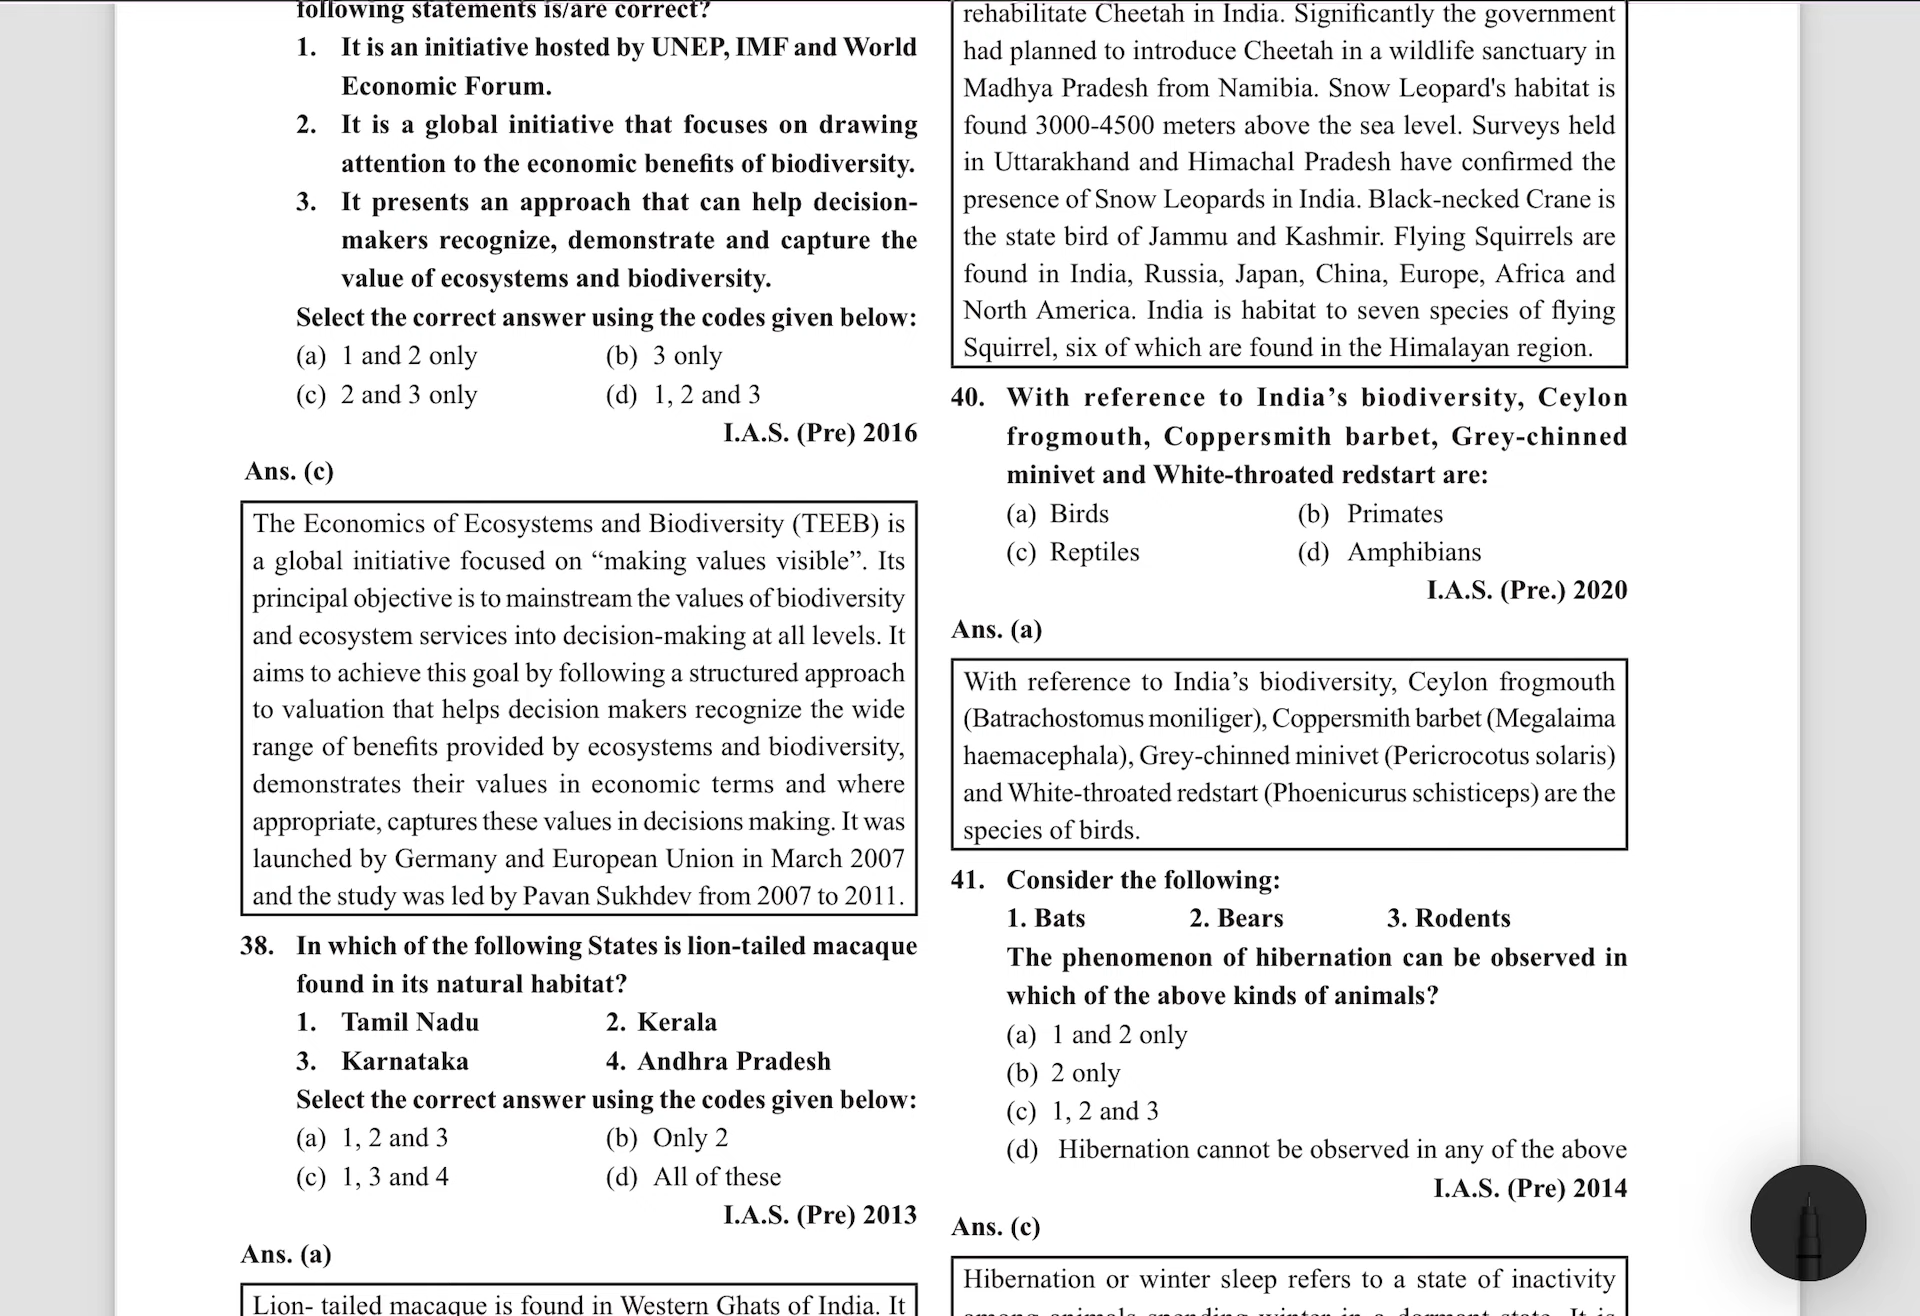 following statements is/are correct?
1. It is an initiative hosted by UNEP, IMF and World
Economic Forum.
2. It is a global initiative that focuses on drawing
attention to the economic benefits of biodiversity.
3. It presents an approach that can help decision-
makers recognize, demonstrate and capture the
value of ecosystems and biodiversity.
Select the correct answer using the codes given below:
(a) 1 and 2 only (b) 3 only
(c) 2 and 3 only (d) 1, 2 and 3
I.A.S. (Pre) 2016
Ans. (c)
The Economics of Ecosystems and Biodiversity (TEEB) is
a global initiative focused on “making values visible”. Its
principal objective is to mainstream the values of biodiversity
and ecosystem services into decision-making at all levels. It
aims to achieve this goal by following a structured approach
to valuation that helps decision makers recognize the wide
range of benefits provided by ecosystems and biodiversity,
demonstrates their values in economic terms and where
appropriate, captures these values in decisions making. It was
launched by Germany and European Union in March 2007
and the study was led by Pavan Sukhdev from 2007 to 2011.
38. In which of the following States is lion-tailed macaque
found in its natural habitat?
1. Tamil Nadu 2. Kerala
3. Karnataka 4. Andhra Pradesh
Select the correct answer using the codes given below:
(a) 1, 2 and 3 (b) Only 2
(c) 1, 3 and 4 (d) All of these
I.A.S. (Pre) 2013
Ans. (a)
Lion- tailed macaque is found in Western Ghats of India. It
rehabilitate Cheetah in India. Significantly the government
had planned to introduce Cheetah in a wildlife sanctuary in
Madhya Pradesh from Namibia. Snow Leopard's habitat is
found 3000-4500 meters above the sea level. Surveys held
in Uttarakhand and Himachal Pradesh have confirmed the
presence of Snow Leopards in India. Black-necked Crane is
the state bird of Jammu and Kashmir. Flying Squirrels are
found in India, Russia, Japan, China, Europe, Africa and
North America. India is habitat to seven species of flying
Squirrel, six of which are found in the Himalayan region.
40. With reference to India’s biodiversity, Ceylon
frogmouth, Coppersmith barbet, Grey-chinned
minivet and White-throated redstart are:
(a) Birds (b) Primates
(c) Reptiles (d) Amphibians
I.A.S. (Pre.) 2020
Ans. (a)
With reference to India’s biodiversity, Ceylon frogmouth
(Batrachostomus moniliger), Coppersmith barbet (Megalaima
haemacephala), Grey-chinned minivet (Pericrocotus solaris)
and White-throated redstart (Phoenicurus schisticeps) are the
species of birds.
41. Consider the following:
1. Bats 2. Bears 3. Rodents
The phenomenon of hibernation can be observed in
which of the above kinds of animals?
(a) 1 and 2 only
(b) 2 only
(c) 1, 2 and 3
(d) Hibernation cannot be observed in any of the above
I.A.S. (Pre) 2014
Ans. (c)
Hibernation or winter sleep refers to a state of inactivity